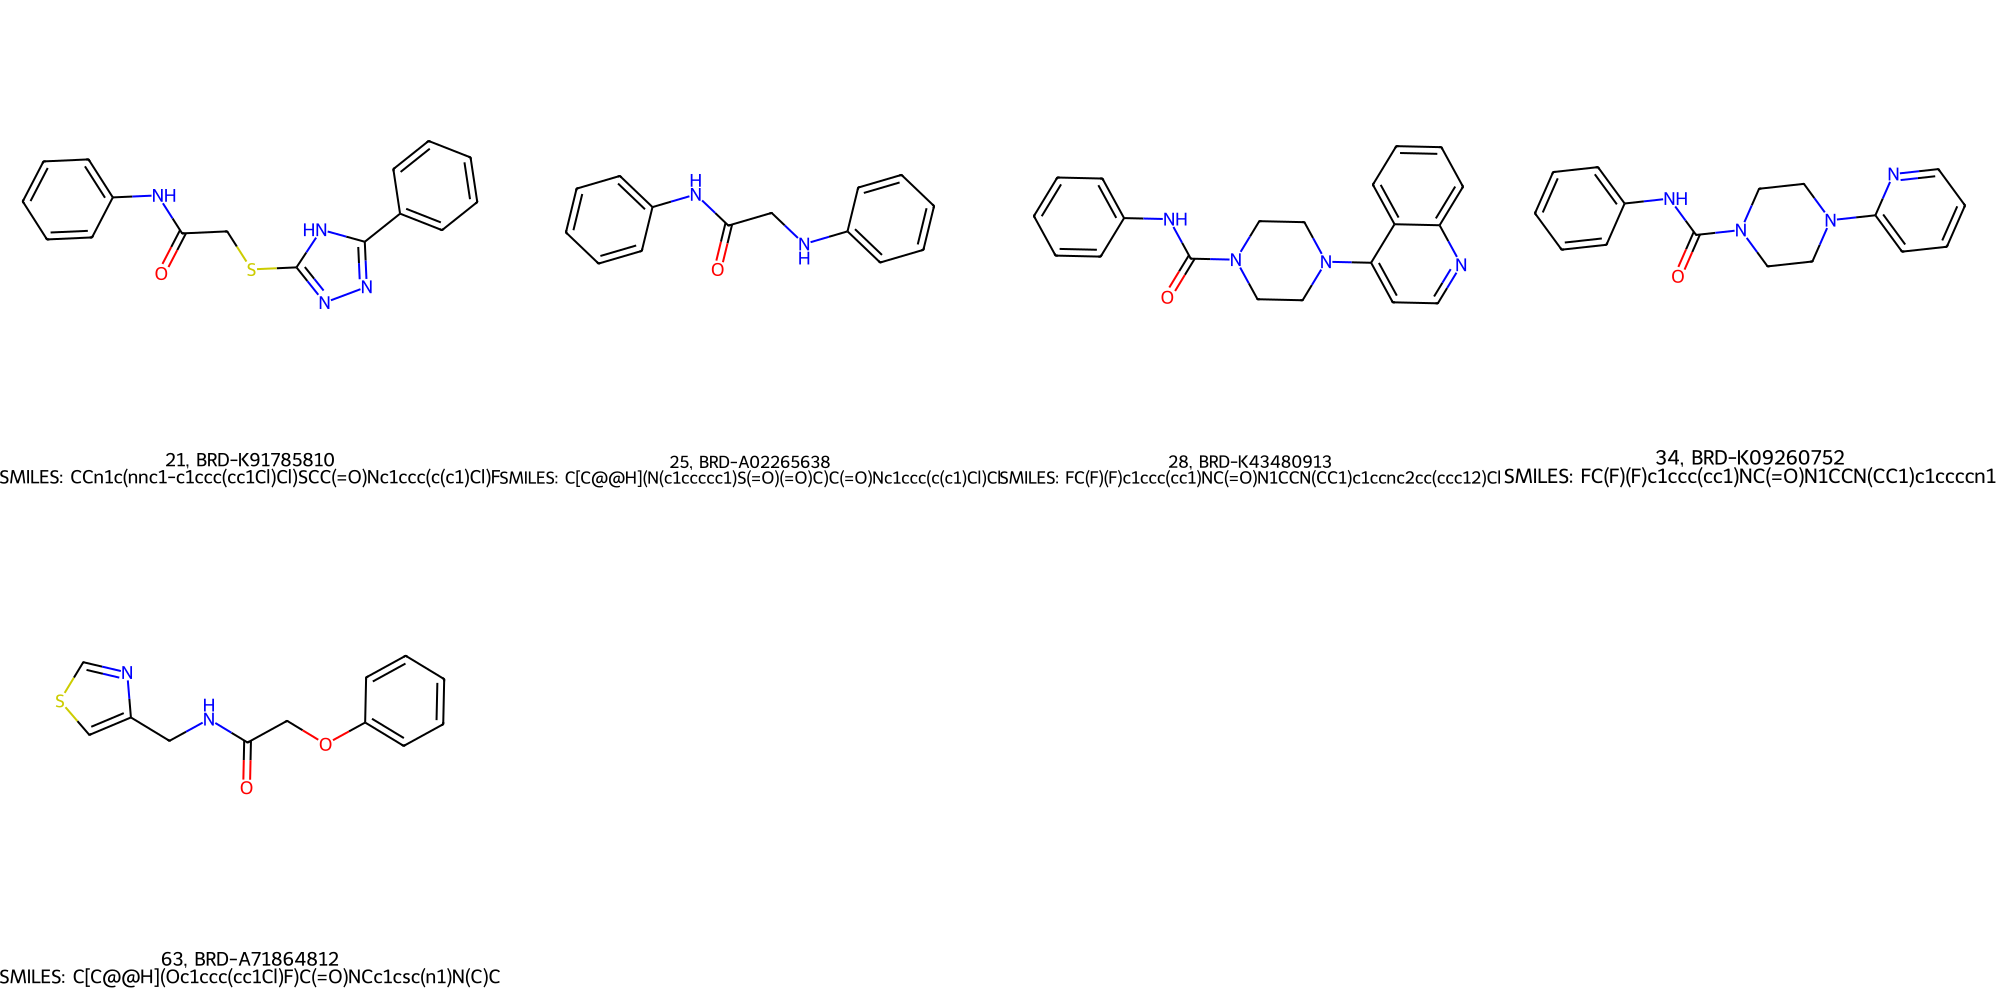 NH
O
S
HN
N
N
H
N
O
N
H
NH
O
N
N
N
NH
O
N
N
N
21, BRD-K91785810
SMILES: CCn1c(nnc1-c1ccc(cc1Cl)Cl)SCC(=O)Nc1ccc(c(c1)Cl)F
25, BRD-A02265638
SMILES: C[C@@H](N(c1ccccc1)S(=O)(=O)C)C(=O)Nc1ccc(c(c1)Cl)Cl
28, BRD-K43480913
SMILES: FC(F)(F)c1ccc(cc1)NC(=O)N1CCN(CC1)c1ccnc2cc(ccc12)Cl
34, BRD-K09260752
SMILES: FC(F)(F)c1ccc(cc1)NC(=O)N1CCN(CC1)c1ccccn1
S
N
H
N
O
O
63, BRD-A71864812
SMILES: C[C@@H](Oc1ccc(cc1Cl)F)C(=O)NCc1csc(n1)N(C)C